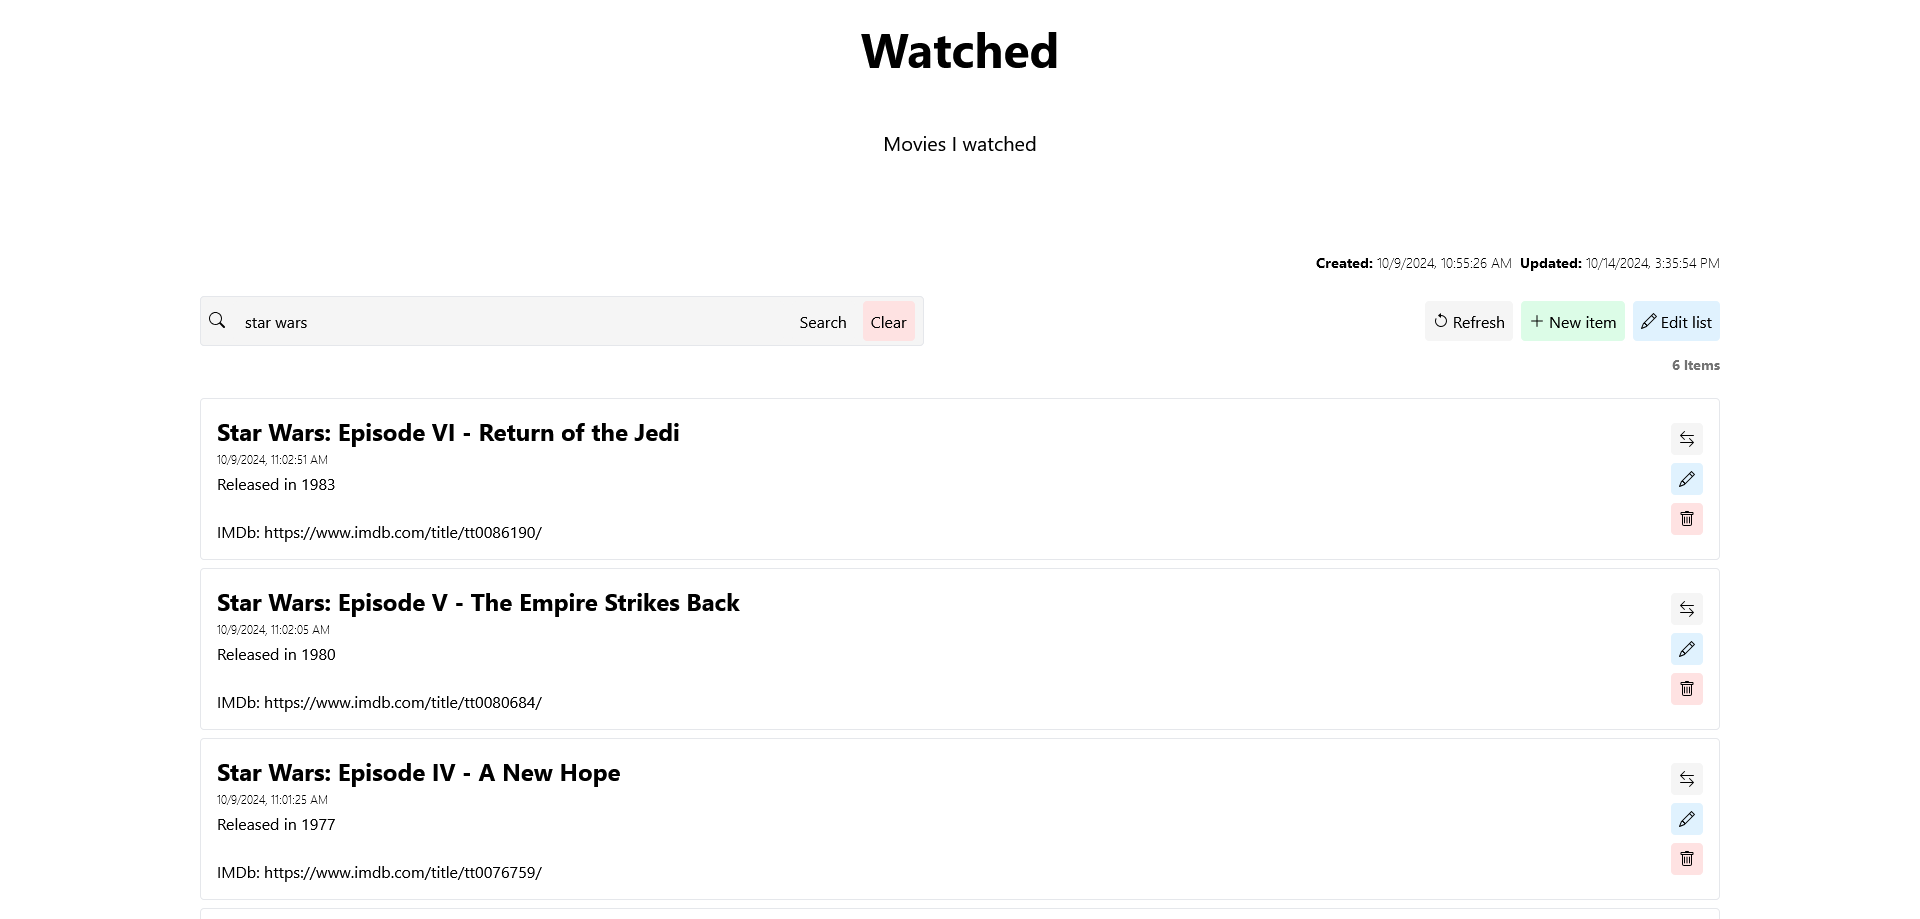 Watched
Movies I watched
Created: 10/9/2024, 10:55:26 AM Updated: 10/14/2024, 3:35:54 PM
star wars Search Clear Refresh New item Edit list
6 Items
Star Wars: Episode VI - Return of the Jedi
10/9/2024, 11:02:51 AM
Released in 1983
IMDb: https://www.imdb.com/title/tt0086190/
Star Wars: Episode V - The Empire Strikes Back
10/9/2024, 11:02:05 AM
Released in 1980
IMDb: https://www.imdb.com/title/tt0080684/
Star Wars: Episode IV - A New Hope
10/9/2024, 11:01:25 AM
Released in 1977
IMDb: https://www.imdb.com/title/tt0076759/